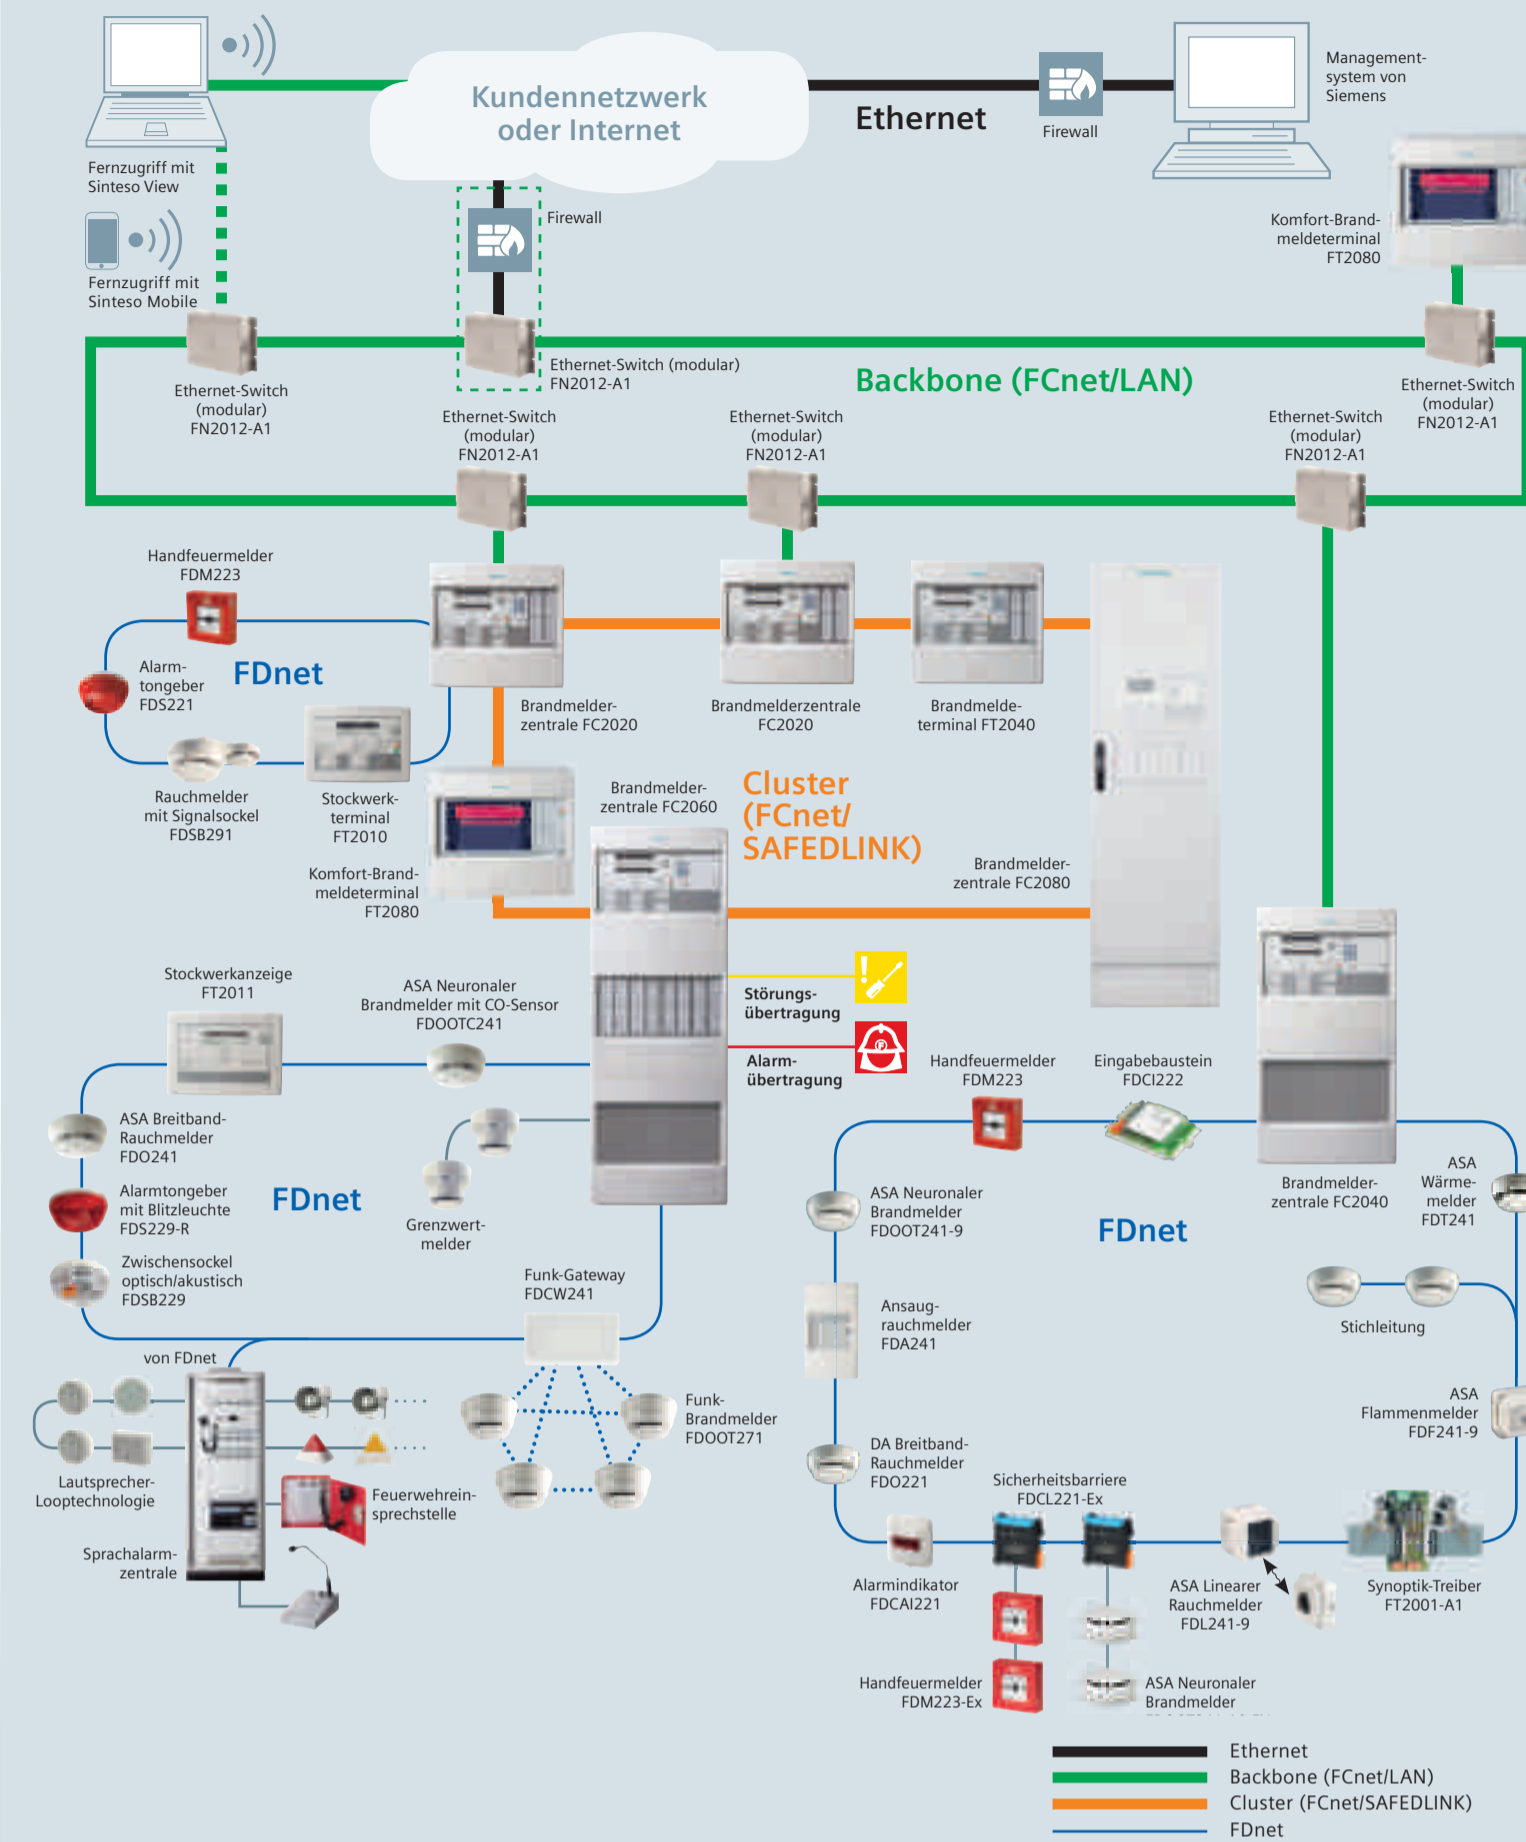 Kundennetzwerk
oder Internet
Ethernet
Firewall
Management-
system von
Siemens
Fernzugriff mit
Sinteso View
Fernzugriff mit
Sinteso Mobile
Firewall
Komfort-Brand-
meldeterminal
FT2080
Ethernet-Switch
(modular)
FN2012-A1
Ethernet-Switch (modular)
FN2012-A1
Backbone (FCnet/LAN)
Ethernet-Switch
(modular)
FN2012-A1
Ethernet-Switch
(modular)
FN2012-A1
Ethernet-Switch
(modular)
FN2012-A1
Ethernet-Switch
(modular)
FN2012-A1
Handfeuermelder
FDM223
Alarm-
tongeber
FDS221
FDnet
Rauchmelder
mit Signalsockel
FDSB291
Stockwerk-
terminal
FT2010
Brandmelder-
zentrale FC2020
Brandmelderzentrale
FC2020
Brandmelde-
terminal FT2040
Komfort-Brand-
meldeterminal
FT2080
Brandmelder-
zentrale FC2060
Cluster
(FCnet/
SAFEDLINK)
Brandmelder-
zentrale FC2080
Stockwerkanzeige
FT2011
ASA Neuronaler
Brandmelder mit CO-Sensor
FDOOTC241
Störungs-
übertragung
Alarm-
übertragung
F
ASA Breitband-
Rauchmelder
FDO241
Alarmtongeber
mit Blitzleuchte
FDS229-R
Zwischensockel
optisch/akustisch
FDSB229
FDnet
Grenzwert-
melder
Funk-Gateway
FDCW241
Funk-
Brandmelder
FDOOT271
von FDnet
Lautsprecher-
Looptechnologie
Feuerwehrein-
sprechstelle
Sprachalarm-
zentrale
Handfeuermelder
FDM223
Eingabebaustein
FDCI222
Brandmelder-
zentrale FC2040
ASA
Wärme-
melder
FDT241
ASA Neuronaler
Brandmelder
FDOOT241-9
FDnet
Ansaug-
rauchmelder
FDA241
Stichleitung
ASA
Flammenmelder
FDF241-9
DA Breitband-
Rauchmelder
FDO221
Sicherheitsbarriere
FDCL221-Ex
Alarmindikator
FDCAI221
ASA Linearer
Rauchmelder
FDL241-9
Synoptik-Treiber
FT2001-A1
Handfeuermelder
FDM223-Ex
ASA Neuronaler
Brandmelder
Ethernet
Backbone (FCnet/LAN)
Cluster (FCnet/SAFEDLINK)
FDnet